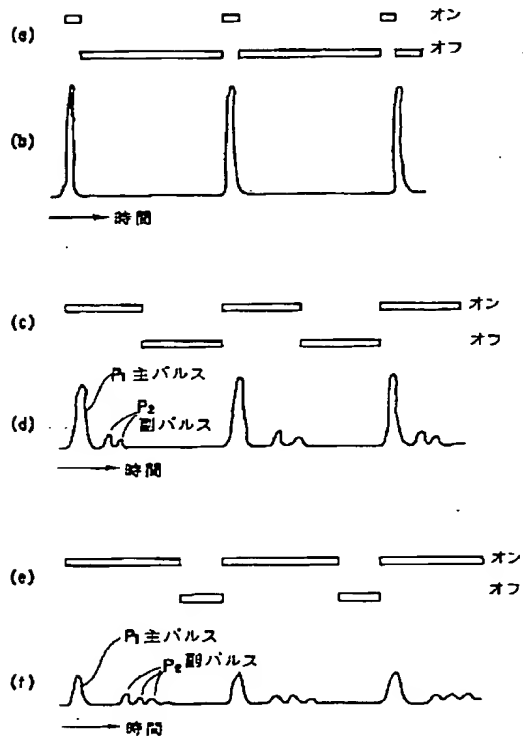 (a)
オン
オフ
(b)
時間
(c)
オン
オフ
P1 主パルス
P2
副パルス
(d)
時間
(e)
オン
オフ
P1 主パルス
P2 副パルス
(f)
時間